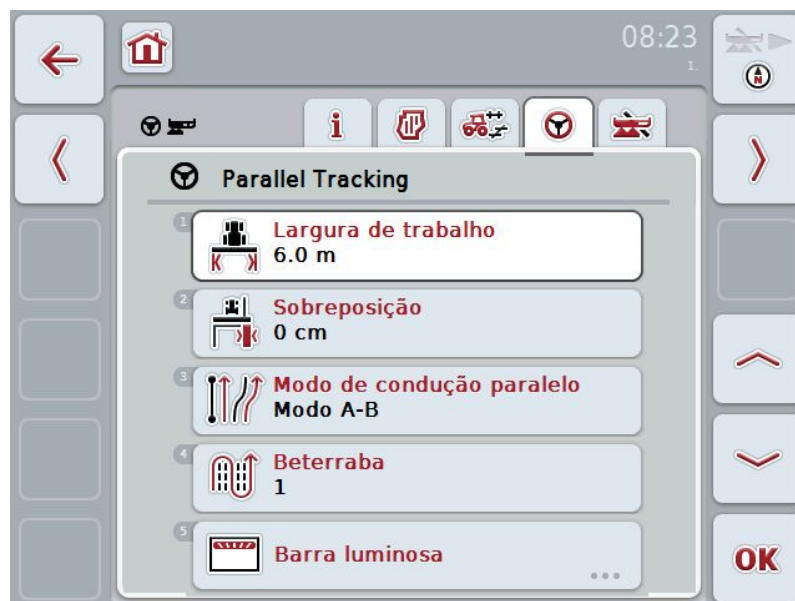 08:23
1.
i
N
Parallel Tracking
1
Largura de trabalho
6.0 m
2
Sobreposição
0 cm
3
Modo de condução paralelo
Modo A-B
4
Beterraba
1
5
Barra luminosa
...
OK